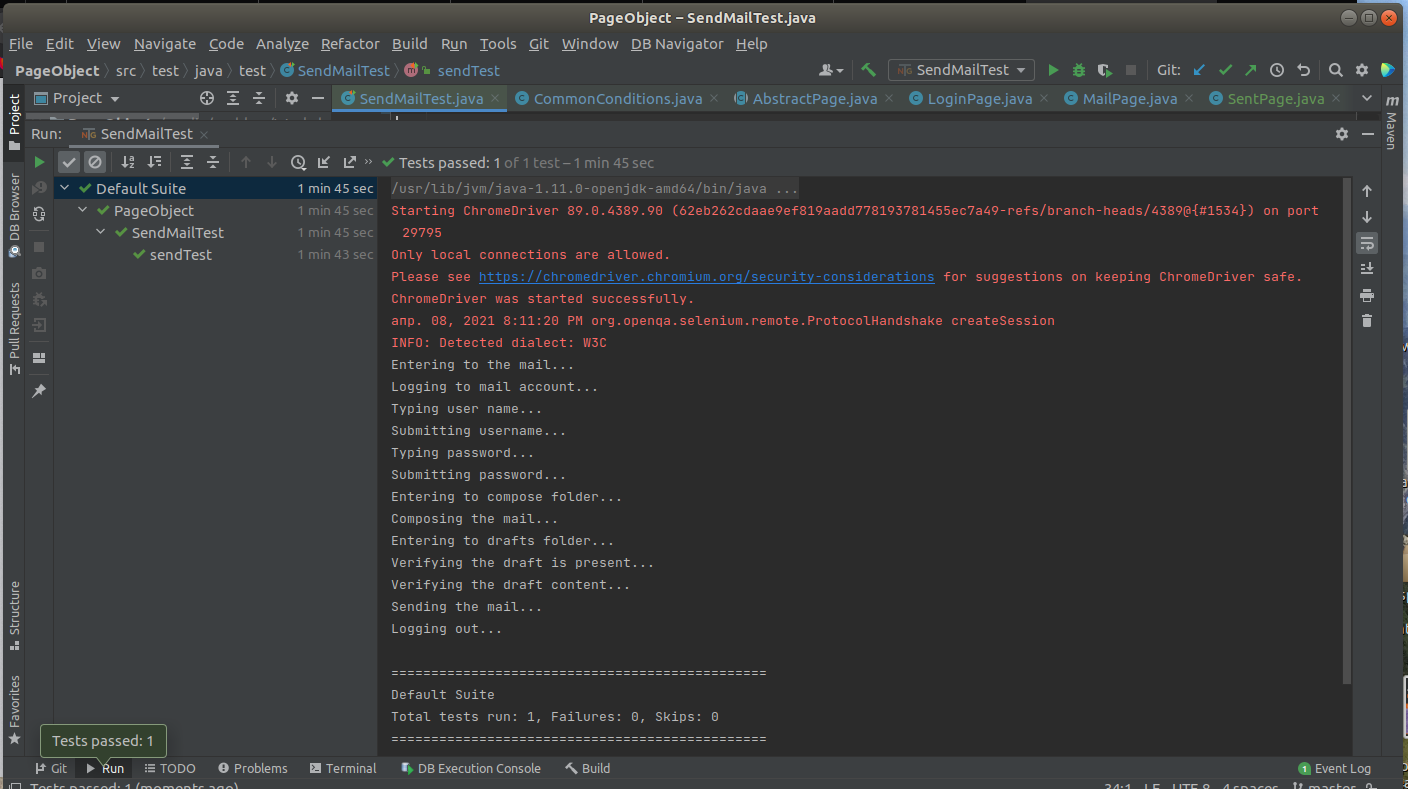 PageObject – SendMailTest.java
File Edit View Navigate Code Analyze Refactor Build Run Tools Git Window DB Navigator Help
PageObject src test java test SendMailTest sendTest
SendMailTest
Git:
Project
SendMailTest.java CommonConditions.java AbstractPage.java LoginPage.java MailPage.java SentPage.java
Run: SendMailTest
Tests passed: 1 of 1 test – 1 min 45 sec
Default Suite 1 min 45 sec
PageObject 1 min 45 sec
SendMailTest 1 min 45 sec
sendTest 1 min 43 sec
/usr/lib/jvm/java-1.11.0-openjdk-amd64/bin/java ...
Starting ChromeDriver 89.0.4389.90 (62eb262cdaae9ef819aadd778193781455ec7a49-refs/branch-heads/4389@{#1534}) on port
29795
Only local connections are allowed.
Please see https://chromedriver.chromium.org/security-considerations for suggestions on keeping ChromeDriver safe.
ChromeDriver was started successfully.
апр. 08, 2021 8:11:20 PM org.openqa.selenium.remote.ProtocolHandshake createSession
INFO: Detected dialect: W3C
Entering to the mail...
Logging to mail account...
Typing user name...
Submitting username...
Typing password...
Submitting password...
Entering to compose folder...
Composing the mail...
Entering to drafts folder...
Verifying the draft is present...
Verifying the draft content...
Sending the mail...
Logging out...
===============================================
Default Suite
Total tests run: 1, Failures: 0, Skips: 0
===============================================
Project
DB Browser
Pull Requests
Structure
Favorites
Maven
Tests passed: 1
Git Run TODO Problems Terminal DB Execution Console Build
1 Event Log
Tests passed: 1 (moments ago)
34:1 LF UTF-8 4 spaces master